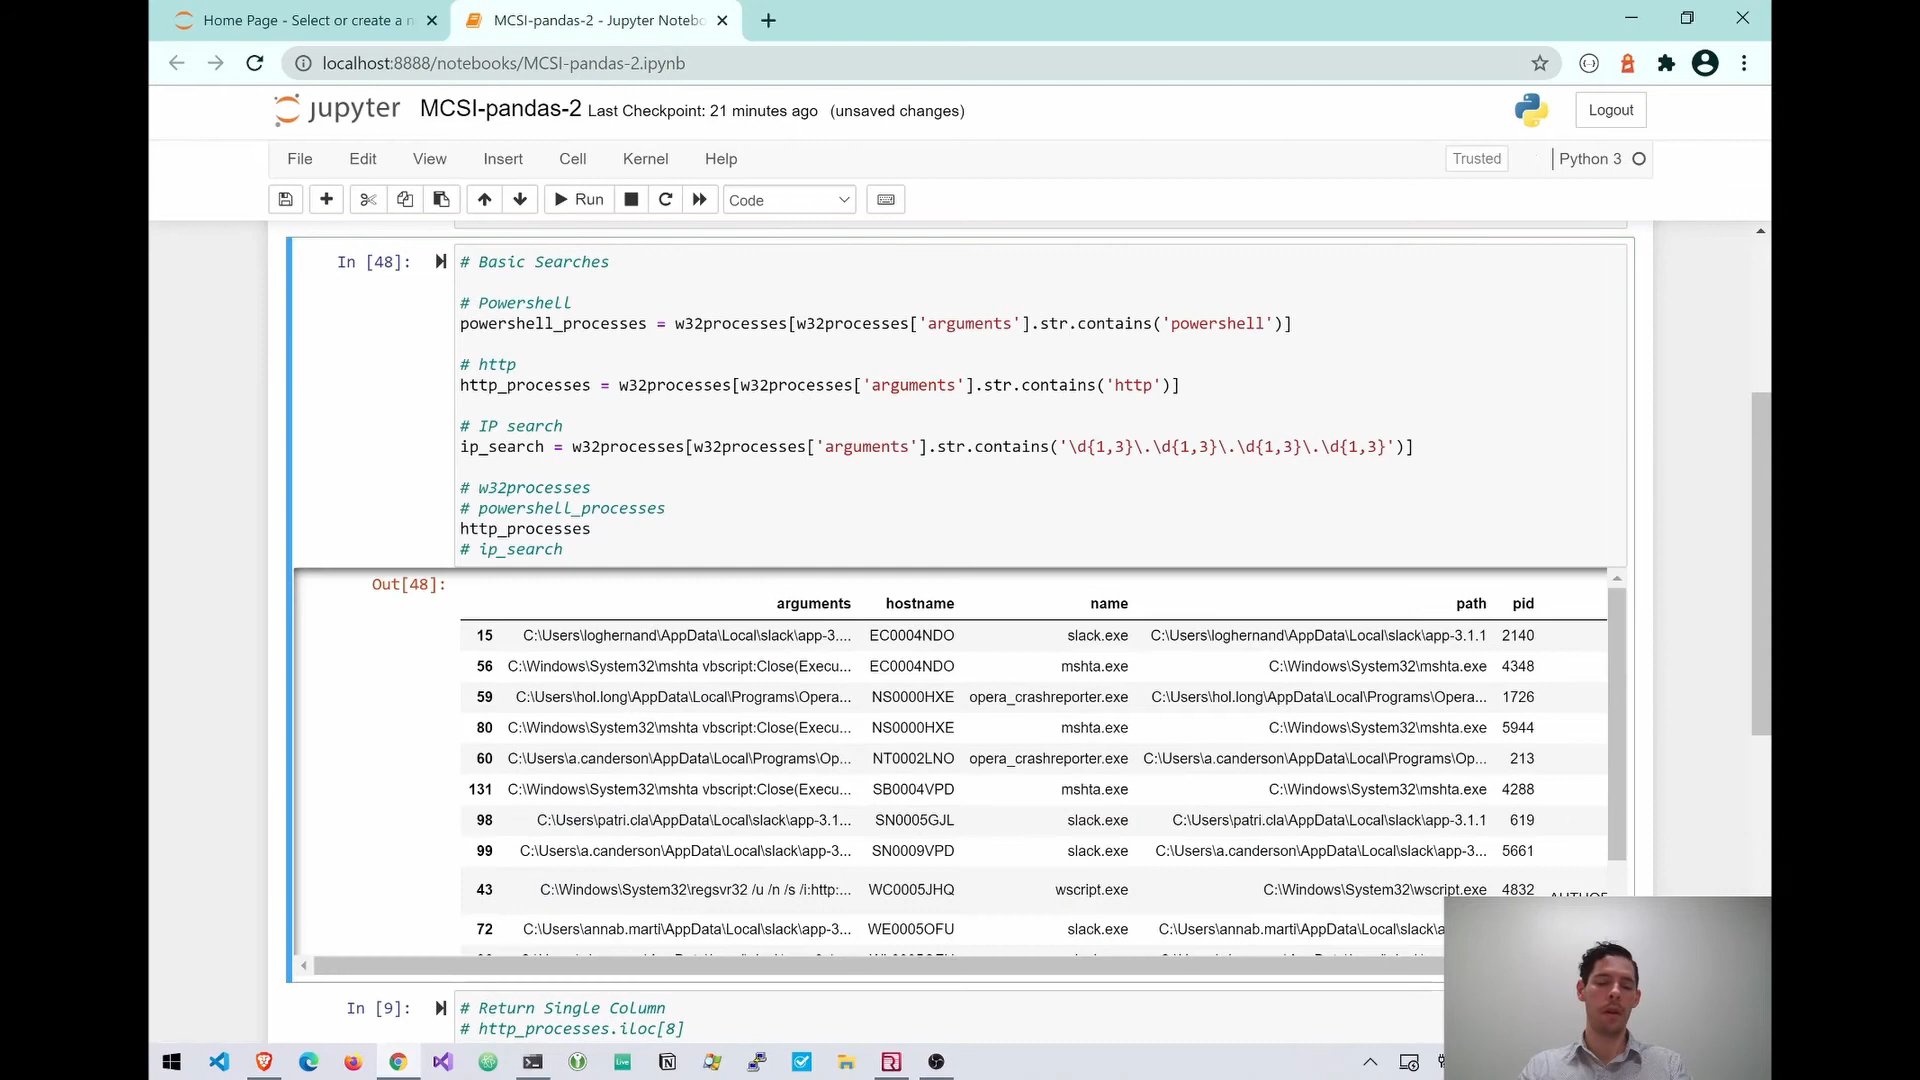 Home Page - Select or create a n
MCSI-pandas-2 - Jupyter Notebo
localhost:8888/notebooks/MCSI-pandas-2.ipynb
jupyter MCSI-pandas-2 Last Checkpoint: 21 minutes ago (unsaved changes)
Logout
File Edit View Insert Cell Kernel Help
Trusted
Python 3
Run
Code
In [48]:
# Basic Searches
# Powershell
powershell_processes = w32processes[w32processes['arguments'].str.contains('powershell')]
# http
http_processes = w32processes[w32processes['arguments'].str.contains('http')]
# IP search
ip_search = w32processes[w32processes['arguments'].str.contains('\d{1,3}\.\d{1,3}\.\d{1,3}\.\d{1,3}')]
# w32processes
# powershell_processes
http_processes
# ip_search
Out[48]:
arguments hostname name path pid
15 C:\Users\loghernand\AppData\Local\slack\app-3.... EC0004NDO slack.exe C:\Users\loghernand\AppData\Local\slack\app-3.1.1 2140
56 C:\Windows\System32\mshta vbscript:Close(Execu... EC0004NDO mshta.exe C:\Windows\System32\mshta.exe 4348
59 C:\Users\hol.long\AppData\Local\Programs\Opera... NS0000HXE opera_crashreporter.exe C:\Users\hol.long\AppData\Local\Programs\Opera... 1726
80 C:\Windows\System32\mshta vbscript:Close(Execu... NS0000HXE mshta.exe C:\Windows\System32\mshta.exe 5944
60 C:\Users\a.canderson\AppData\Local\Programs\Op... NT0002LNO opera_crashreporter.exe C:\Users\a.canderson\AppData\Local\Programs\Op... 213
131 C:\Windows\System32\mshta vbscript:Close(Execu... SB0004VPD mshta.exe C:\Windows\System32\mshta.exe 4288
98 C:\Users\patri.cla\AppData\Local\slack\app-3.1... SN0005GJL slack.exe C:\Users\patri.cla\AppData\Local\slack\app-3.1.1 619
99 C:\Users\a.canderson\AppData\Local\slack\app-3... SN0009VPD slack.exe C:\Users\a.canderson\AppData\Local\slack\app-3... 5661
43 C:\Windows\System32\regsvr32 /u /n /s /i:http:... WC0005JHQ wscript.exe C:\Windows\System32\wscript.exe 4832
72 C:\Users\annab.marti\AppData\Local\slack\app-3... WE0005OFU slack.exe C:\Users\annab.marti\AppData\Local\slack\a
In [9]:
# Return Single Column
# http_processes.iloc[8]
Live